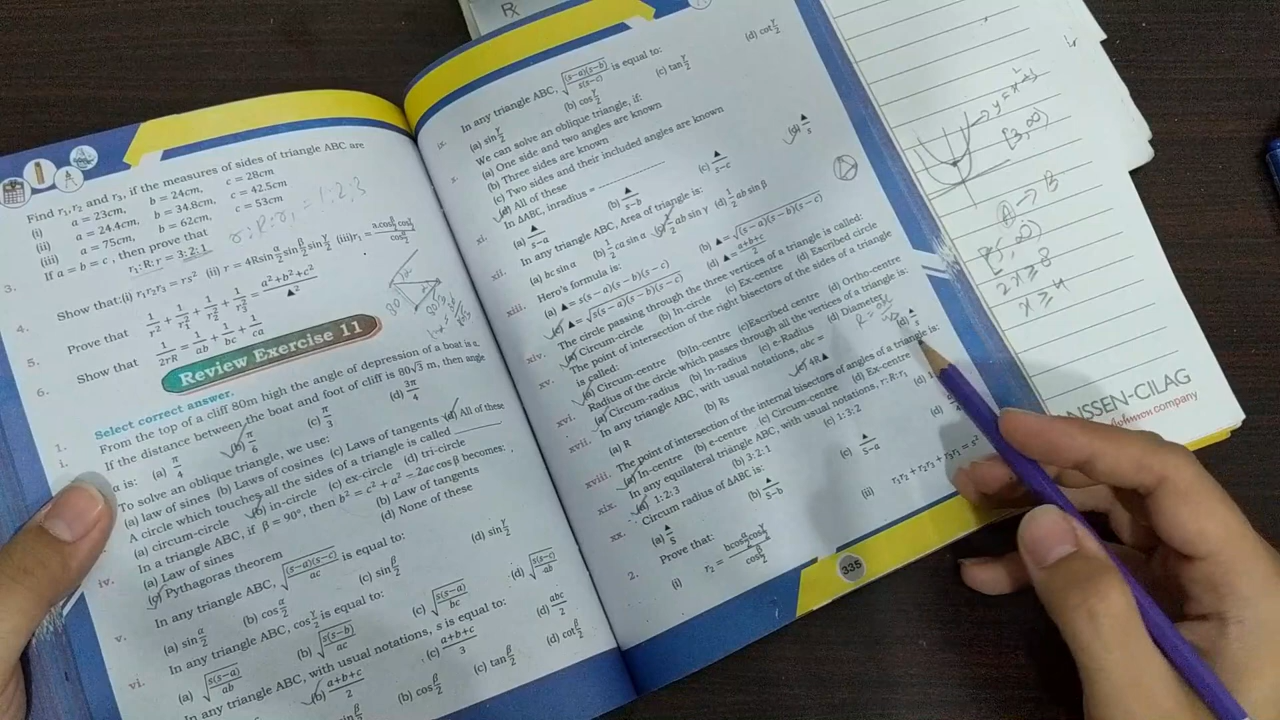 Find r₁, r₂ and r₃, if the measures of sides of triangle ABC are
(i) a = 23cm, b = 24cm, c = 28cm
(ii) a = 24.4cm, b = 34.8cm, c = 42.5cm
(iii) a = 75cm, b = 62cm, c = 53cm
3. If a = b = c, then prove that
r₁:R:r = 3:2:1
r:R:r₁ = 1:2:3
4. Show that:(i) r₁r₂r₃ = rs² (ii) r = 4Rsin α/2 sin β/2 sin γ/2 (iii)r₁ =
5. Prove that 1/r² + 1/r₁² + 1/r₂² + 1/r₃² = (a²+b²+c²)/▲²
6. Show that 1/2rR = 1/ab + 1/bc + 1/ca
Review Exercise 11
1. Select correct answer.
i. From the top of a cliff 80m high the angle of depression of a boat is α.
If the distance between the boat and foot of cliff is 80√3 m, then angle
α is: (a) π/4 (b) π/6 (c) π/3 (d) 3π/4
To solve an oblique triangle, we use:
(a) law of sines (b) Laws of cosines (c) Laws of tangents (d) All of these
A circle which touches all the sides of a triangle is called
(a) circum-circle (b) in-circle (c) ex-circle (d) tri-circle
iv. In a triangle ABC, if β = 90°, then b² = c² + a² − 2ac cos β becomes:
(a) Law of sines (b) Law of tangents
(c) Pythagoras theorem (d) None of these
v. In any triangle ABC, √((s−a)(s−c)/ac) is equal to:
(a) sin α/2 (b) cos γ/2 (c) sin β/2 (d) sin γ/2
vi. In any triangle ABC, cos γ/2 is equal to:
(a) √(s(s−a)/ab) (b) √(s(s−b)/ac) (c) √(s(s−a)/bc) (d) √(s(s−c)/ab)
In any triangle ABC, with usual notations, s is equal to:
(b) (a+b+c)/2 (c) (a+b+c)/3 (d) abc/2
(b) cos β/2 (c) tan β/2 (d) cot β/2
In any triangle ABC, √((s−a)(s−b)/s(s−c)) is equal to:
(a) sin γ/2 (b) cos γ/2 (c) tan γ/2 (d) cot γ/2
ix. We can solve an oblique triangle, if:
(a) One side and two angles are known
(b) Three sides are known
(c) Two sides and their included angles are known
(d) All of these
x. In ΔABC, inradius =
(a) ▲/(s−a) (b) ▲/(s−b) (c) ▲/(s−c) (d) ▲/s
xi. In any triangle ABC, Area of triangle is:
(a) bc sin α (b) 1/2 ca sin α (c) 1/2 ab sin γ (d) 1/2 ab sin β
xii. Hero's formula is:
(a) ▲ = s(s−a)(s−b)(s−c) (b) ▲ = √((s−a)(s−b)(s−c))
(c) ▲ = √(s(s−a)(s−b)(s−c)) (d) ▲ = (a+b+c)/2
xiii. The circle passing through the three vertices of a triangle is called:
(a) Circum-centre (b) In-circle (c) Ex-centre (d) Escribed circle
xiv. The point of intersection of the right bisectors of the sides of a triangle
is called:
(a) Circum-centre (b)In-centre (c)Escribed centre (d) Ortho-centre
xv. Radius of the circle which passes through all the vertices of a triangle is:
(a) Circum-radius (b) In-radius (c) e-Radius (d) Diameter
xvi. In any triangle ABC, with usual notations, abc =
xvii. (a) R (b) Rs (c) 4R▲ (d) ▲/s
The point of intersection of the internal bisectors of angles of a triangle is:
xviii. (a) In-centre (b) e-centre (c) Circum-centre (d) Ex-centre
In any equilateral triangle ABC, with usual notations, r:R:r₁
xix. (a) 1:2:3 (b) 3:2:1 (c) 1:3:2 (d) 1
xx. Circum radius of ΔABC is:
(a) ▲/s (b) ▲/(s−b) (c) ▲/(s−a) (d)
2. Prove that:
(i) r₂ = (ii) r₁r₂ + r₂r₃ + r₃r₁ = s²
335
[3, ∞)
A → B
2x ≥ 8
x ≥ 4
JANSSEN-CILAG
company